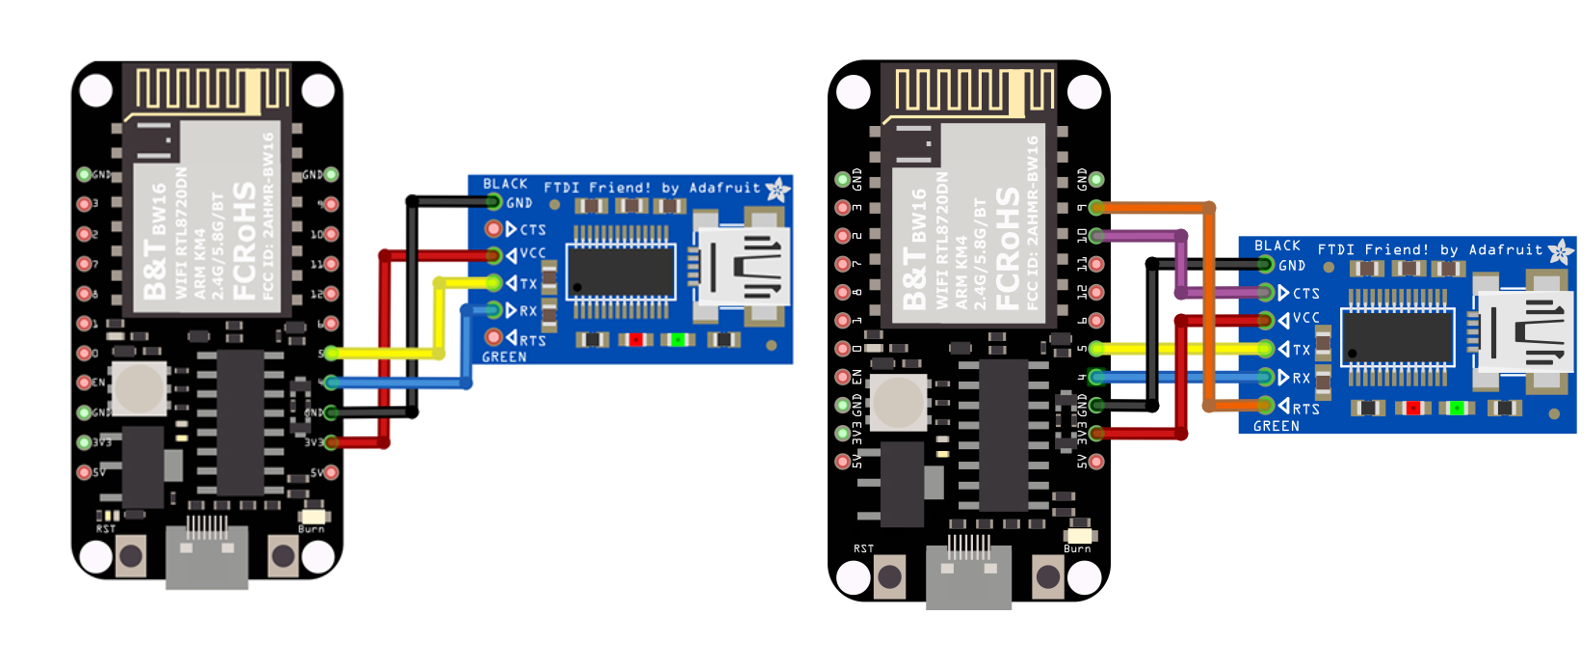 GND
3
2
7
8
1
0
EN
GND
3V3
5V
GND
9
10
11
12
6
5
4
GND
3V3
5V
B&T BW16
WIFI RTL8720DN
ARM KM4
2.4G/5.8G/BT
FCRoHS
FCC ID: 2AHMR-BW16
RST
Burn
BLACK
FTDI Friend! by Adafruit
GND
CTS
VCC
TX
RX
RTS
GREEN
GND
3
2
7
8
1
0
EN
GND
3V3
5V
GND
9
10
11
12
6
5
4
GND
3V3
5V
B&T BW16
WIFI RTL8720DN
ARM KM4
2.4G/5.8G/BT
FCRoHS
FCC ID: 2AHMR-BW16
RST
Burn
BLACK
FTDI Friend! by Adafruit
GND
CTS
VCC
TX
RX
RTS
GREEN